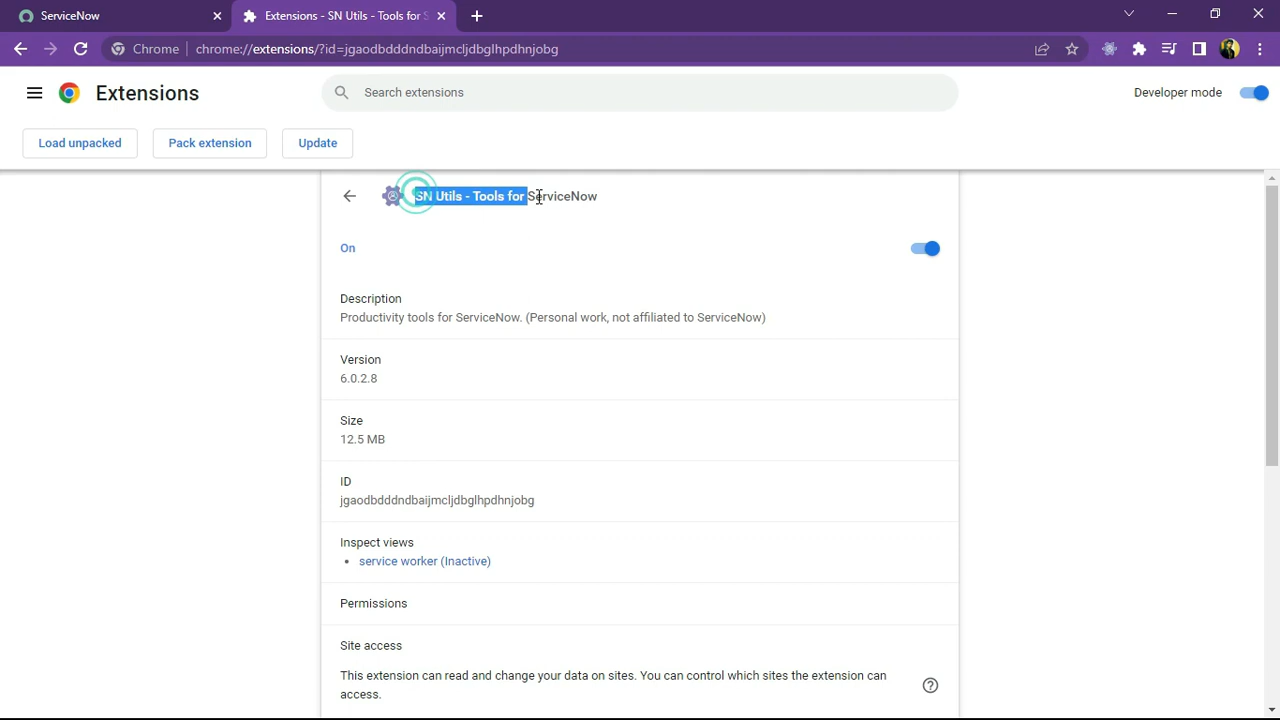 ServiceNow
Extensions - SN Utils - Tools for S
Chrome
chrome://extensions/?id=jgaodbdddndbaijmcljdbglhpdhnjobg
Extensions
Search extensions
Developer mode
Load unpacked
Pack extension
Update
SN Utils - Tools for ServiceNow
On
Description
Productivity tools for ServiceNow. (Personal work, not affiliated to ServiceNow)
Version
6.0.2.8
Size
12.5 MB
ID
jgaodbdddndbaijmcljdbglhpdhnjobg
Inspect views
• service worker (Inactive)
Permissions
Site access
This extension can read and change your data on sites. You can control which sites the extension can
access.